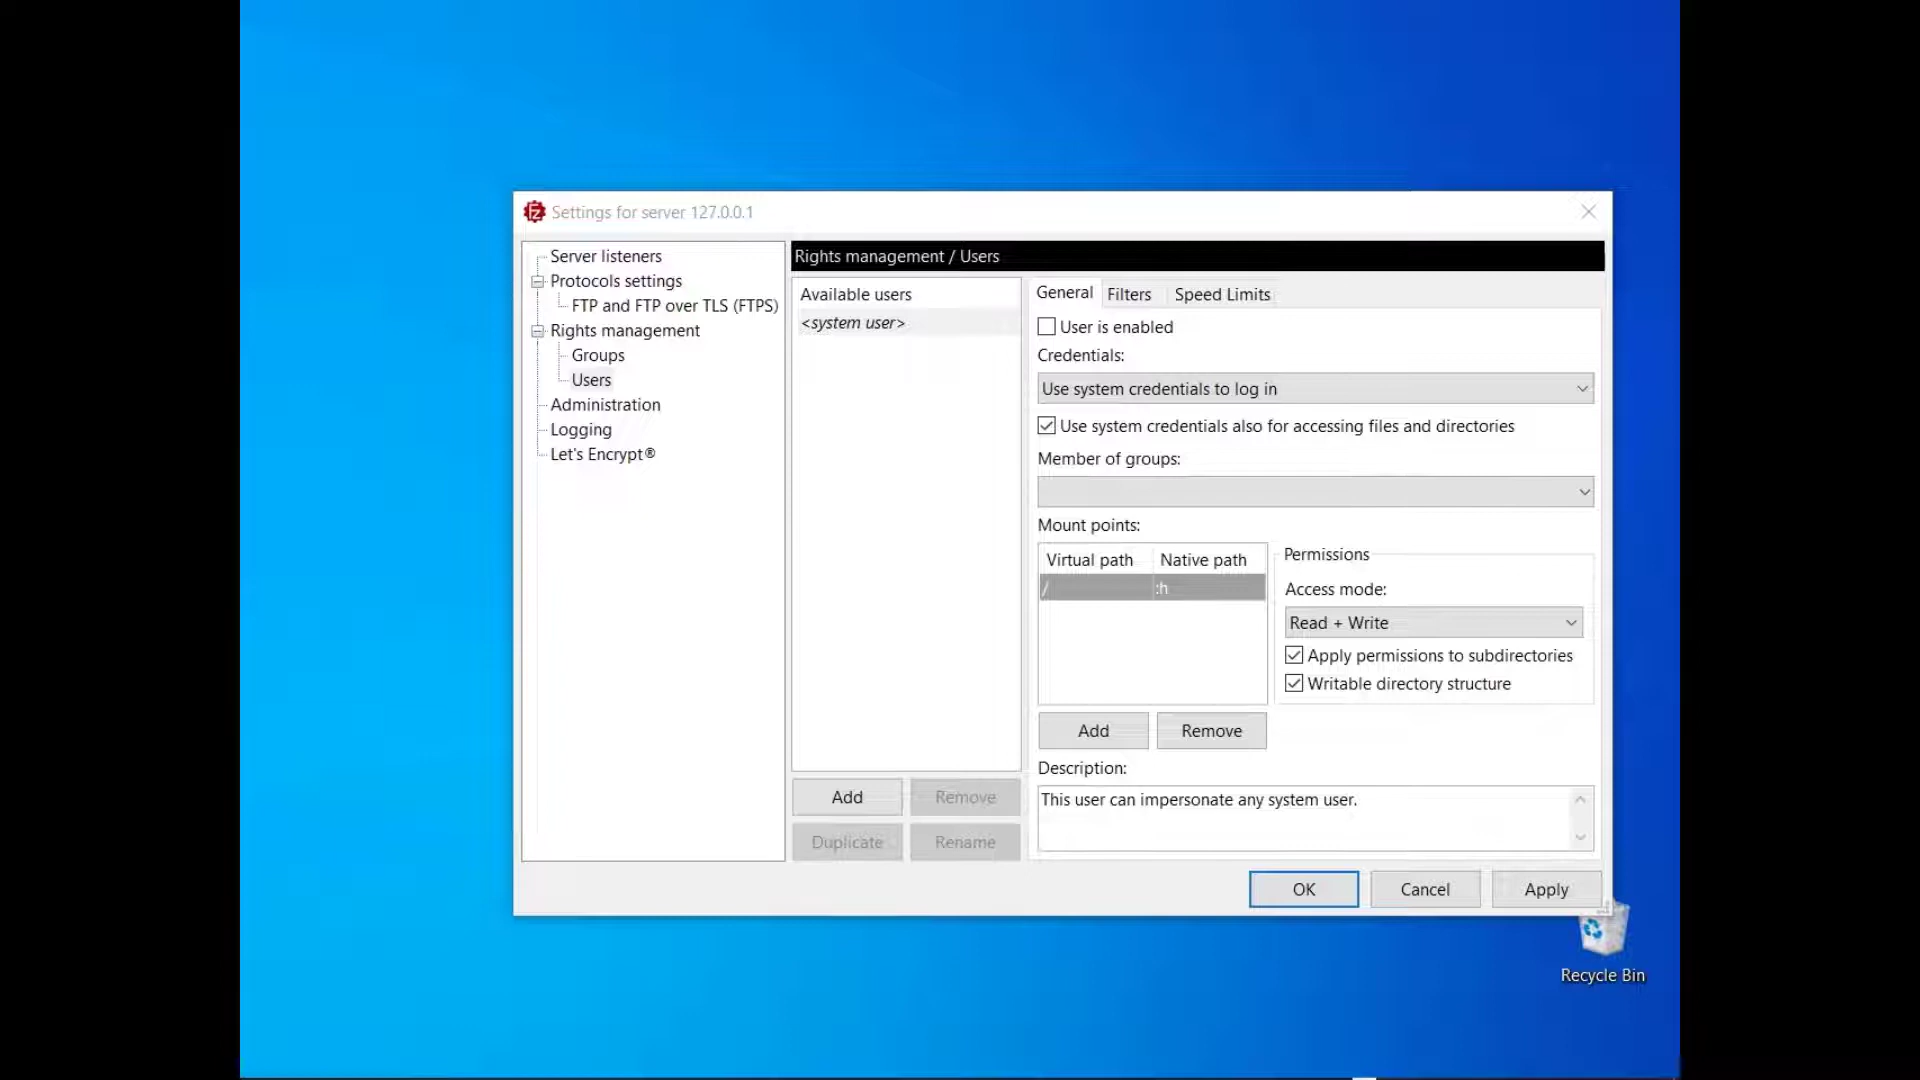 Settings for server 127.0.0.1
Server listeners
Protocols settings
FTP and FTP over TLS (FTPS)
Rights management
Groups
Users
Administration
Logging
Let's Encrypt®
Rights management / Users
Available users
<system user>
Add
Remove
Duplicate
Rename
General
Filters
Speed Limits
User is enabled
Credentials:
Use system credentials to log in
Use system credentials also for accessing files and directories
Member of groups:
Mount points:
Virtual path
Native path
/
:h
Permissions
Access mode:
Read + Write
Apply permissions to subdirectories
Writable directory structure
Add
Remove
Description:
This user can impersonate any system user.
OK
Cancel
Apply
Recycle Bin